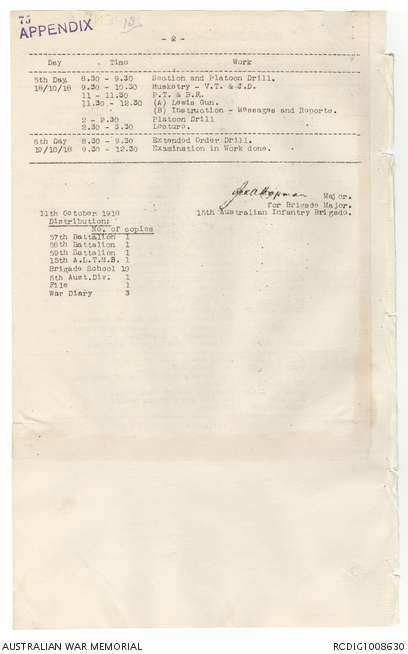 75
APPENDIX
- 2 -
Day Time Work
5th Day 8.30 - 9.30 Section and Platoon Drill.
18/10/18 9.30 - 10.30 Musketry - V.T. & J.D.
11 - 11.30 P.T. & B.F.
11.30 - 12.30 (A) Lewis Gun.
(B) Instruction - Messages and Reports.
2 - 2.30 Platoon Drill
2.30 - 3.30 Lecture.
6th Day 8.30 - 9.30 Extended Order Drill.
19/10/18 9.30 - 12.30 Examination in Work done.
Major.
for Brigade Major.
15th Australian Infantry Brigade.
11th October 1918
Distribution:
No. of copies
57th Battalion 1
58th Battalion 1
59th Battalion 1
15th A.L.T.M.B. 1
Brigade School 10
5th Aust.Div. 1
File 1
War Diary 3
AUSTRALIAN WAR MEMORIAL
RCDIG1008630